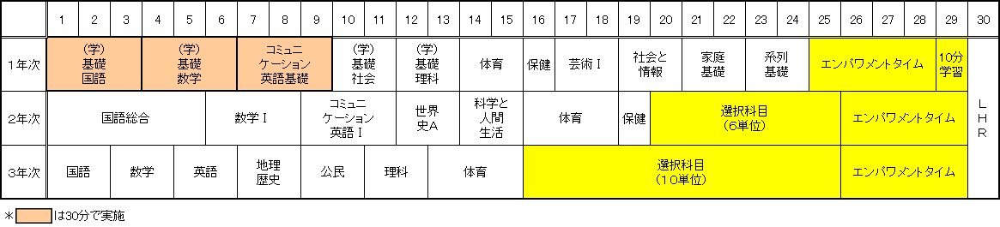 1 2 3 4 5 6 7 8 9 10 11 12 13 14 15 16 17 18 19 20 21 22 23 24 25 26 27 28 29 30
1年次
(学)
基礎
国語
(学)
基礎
数学
コミュニ
ケーション
英語基礎
(学)
基礎
社会
(学)
基礎
理科
体育
保健
芸術Ⅰ
社会と
情報
家庭
基礎
系列
基礎
エンパワメントタイム
10分
学習
LHR
2年次
国語総合
数学Ⅰ
コミュニ
ケーション
英語Ⅰ
世界
史A
科学と
人間
生活
体育
保健
選択科目
(6単位)
エンパワメントタイム
3年次
国語
数学
英語
地理
歴史
公民
理科
体育
選択科目
(10単位)
エンパワメントタイム
＊ は30分で実施